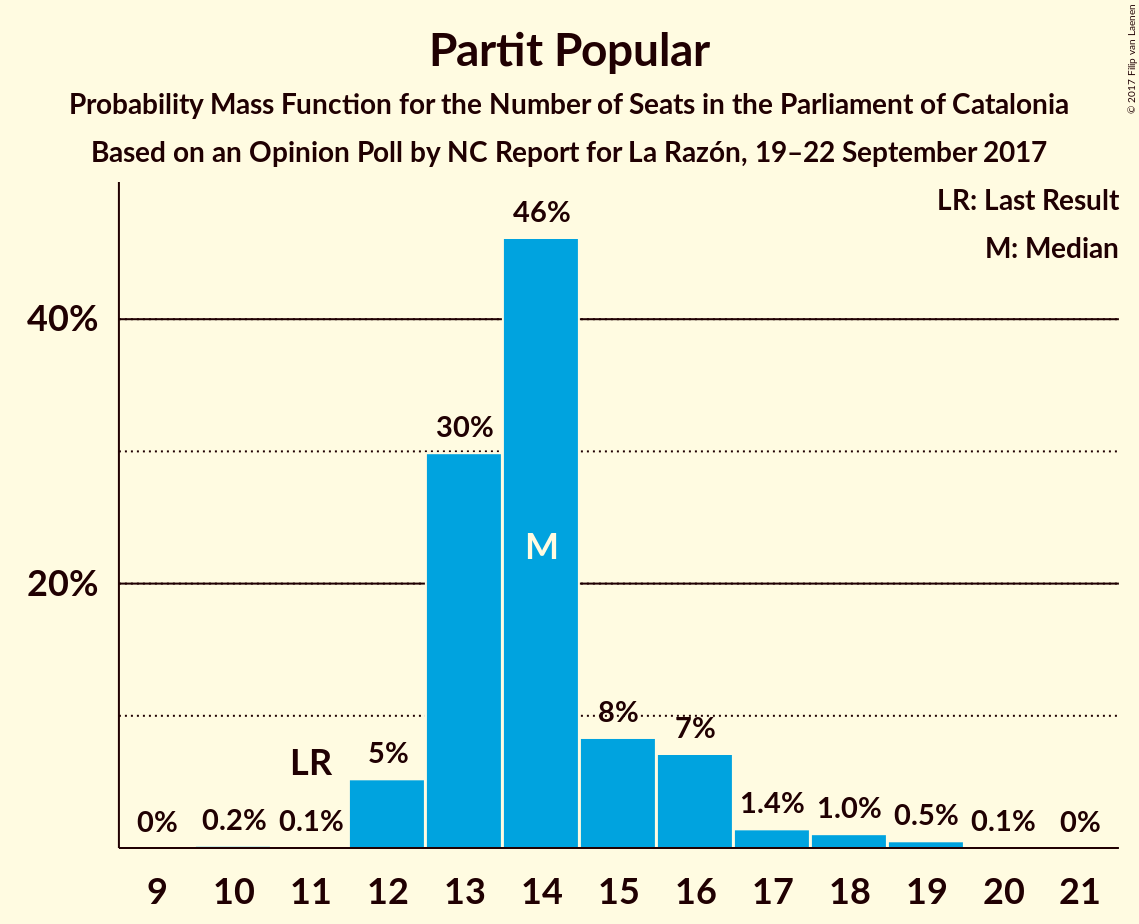 Partit Popular
Probability Mass Function for the Number of Seats in the Parliament of Catalonia
Based on an Opinion Poll by NC Report for La Razón, 19–22 September 2017
© 2017 Filip van Laenen
LR: Last Result
M: Median
40%
20%
0%
0.2%
0.1%
LR
5%
30%
46%
M
8%
7%
1.4%
1.0%
0.5%
0.1%
0%
9 10 11 12 13 14 15 16 17 18 19 20 21